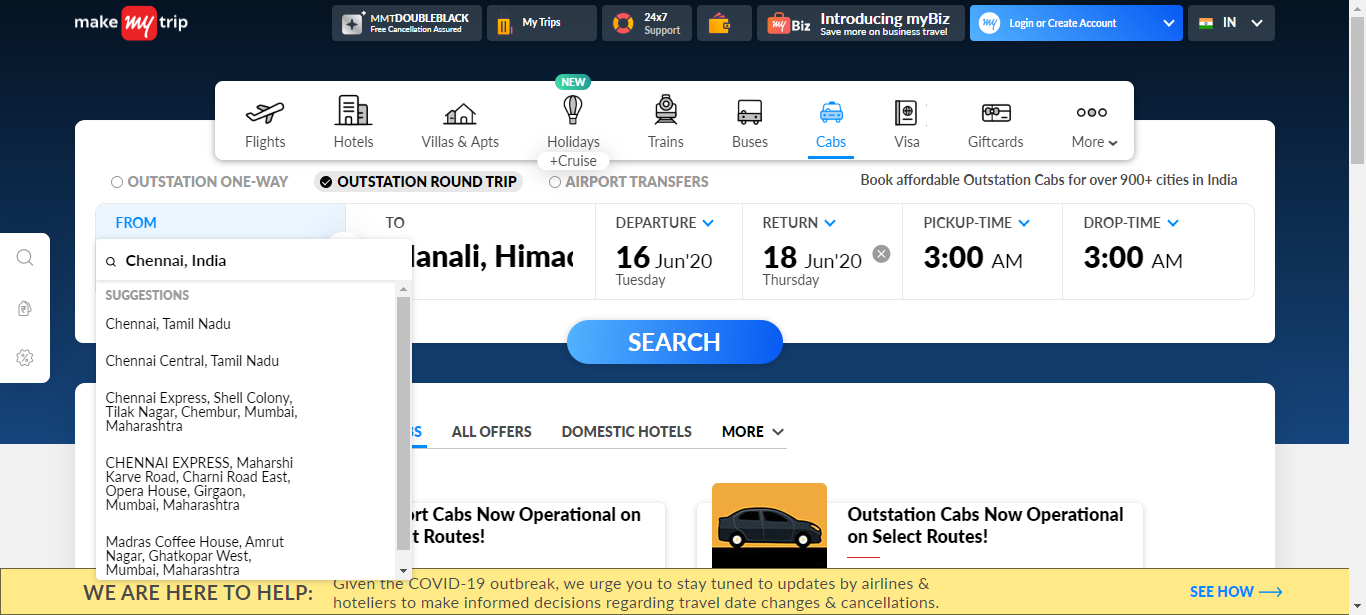 make my trip
MMTDOUBLEBLACK
Free Cancellation Assured
My Trips
24x7
Support
my Biz
Introducing myBiz
Save more on business travel
my
Login or Create Account
IN
NEW
Flights
Hotels
Villas & Apts
Holidays
Trains
Buses
Cabs
Visa
Giftcards
More
+Cruise
OUTSTATION ONE-WAY
OUTSTATION ROUND TRIP
AIRPORT TRANSFERS
Book affordable Outstation Cabs for over 900+ cities in India
FROM
TO
DEPARTURE
RETURN
PICKUP-TIME
DROP-TIME
Chennai, India
anali, Himac
16 Jun'20
18 Jun'20
3:00 AM
3:00 AM
Tuesday
Thursday
SUGGESTIONS
Chennai, Tamil Nadu
Chennai Central, Tamil Nadu
Chennai Express, Shell Colony,
Tilak Nagar, Chembur, Mumbai,
Maharashtra
CHENNAI EXPRESS, Maharshi
Karve Road, Charni Road East,
Opera House, Girgaon,
Mumbai, Maharashtra
Madras Coffee House, Amrut
Nagar, Ghatkopar West,
Mumbai, Maharashtra
SEARCH
S
ALL OFFERS
DOMESTIC HOTELS
MORE
ort Cabs Now Operational on
t Routes!
Outstation Cabs Now Operational
on Select Routes!
WE ARE HERE TO HELP:
Given the COVID-19 outbreak, we urge you to stay tuned to updates by airlines &
hoteliers to make informed decisions regarding travel date changes & cancellations.
SEE HOW